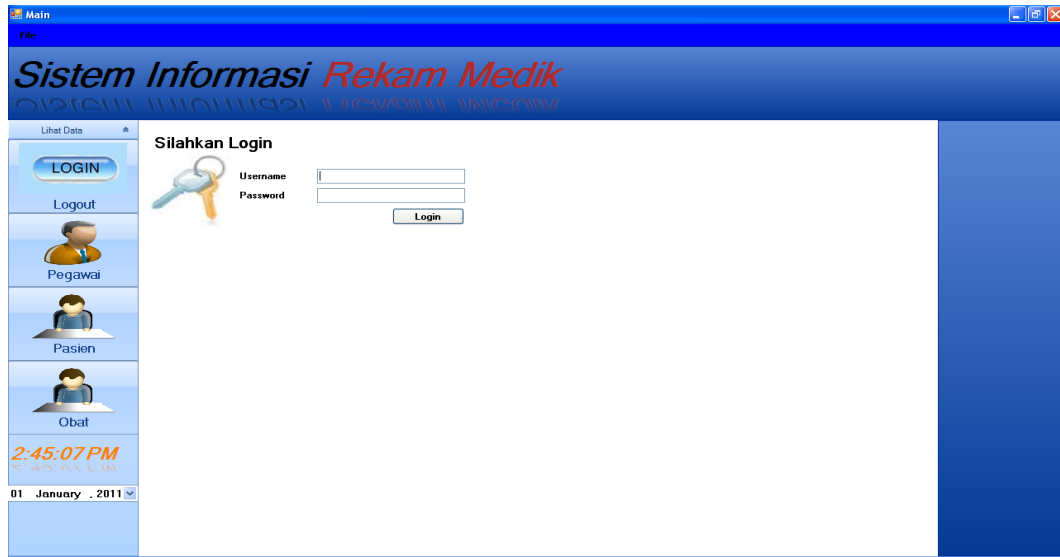 Main
File
Sistem Informasi Rekam Medik
Lihat Data
LOGIN
Logout
Pegawai
Pasien
Obat
2:45:07 PM
01 January , 2011
Silahkan Login
Username
Password
Login